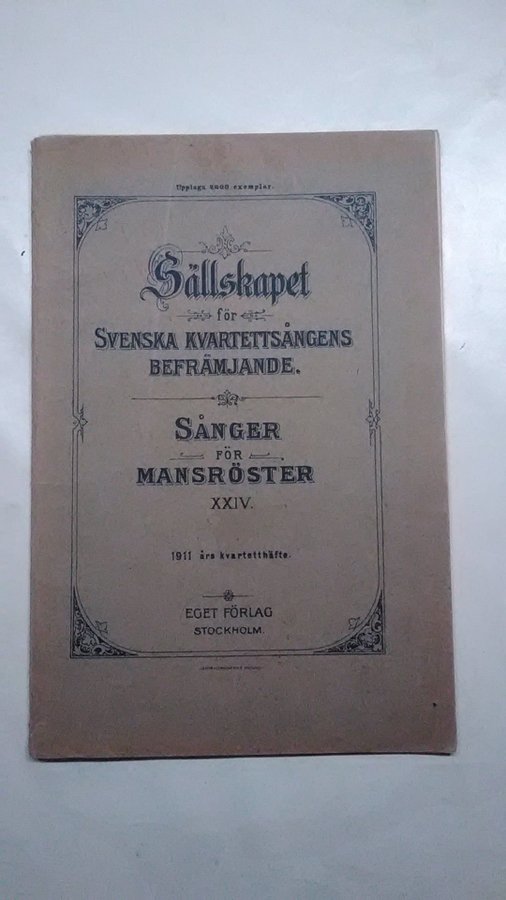 Upplaga 2000 exemplar.
Sällskapet
för
SVENSKA KVARTETTSÅNGENS
BEFRÄMJANDE.
SÅNGER
FÖR
MANSRÖSTER
XXIV.
1911 års kvartetthäfte.
EGET FÖRLAG
STOCKHOLM.